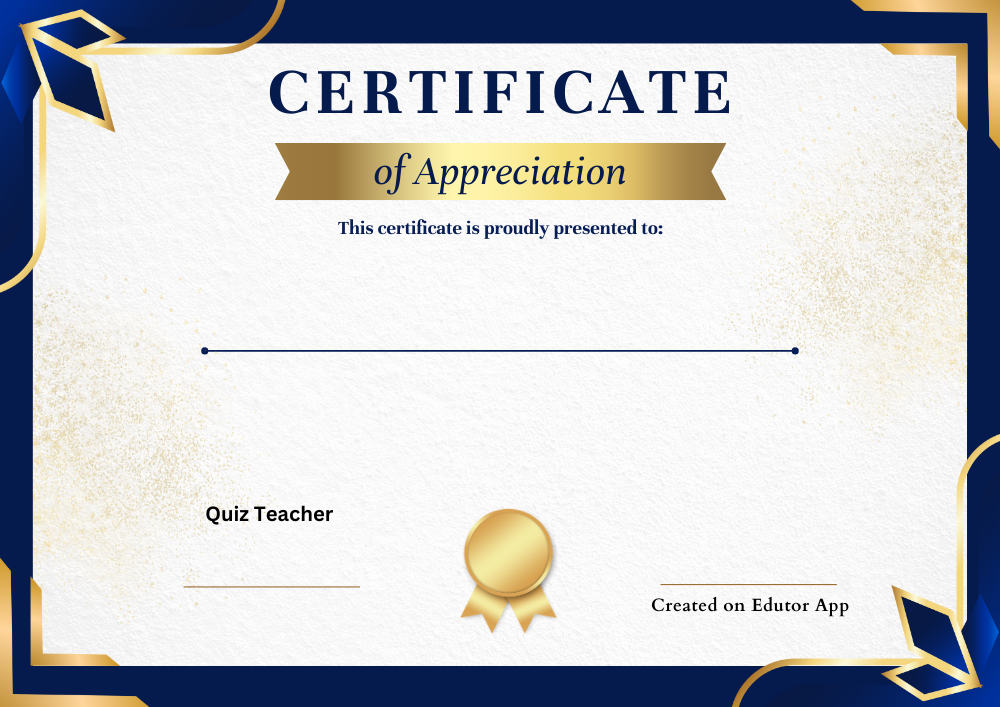 CERTIFICATE
of Appreciation
This certificate is proudly presented to:
Quiz Teacher
Created on Edutor App